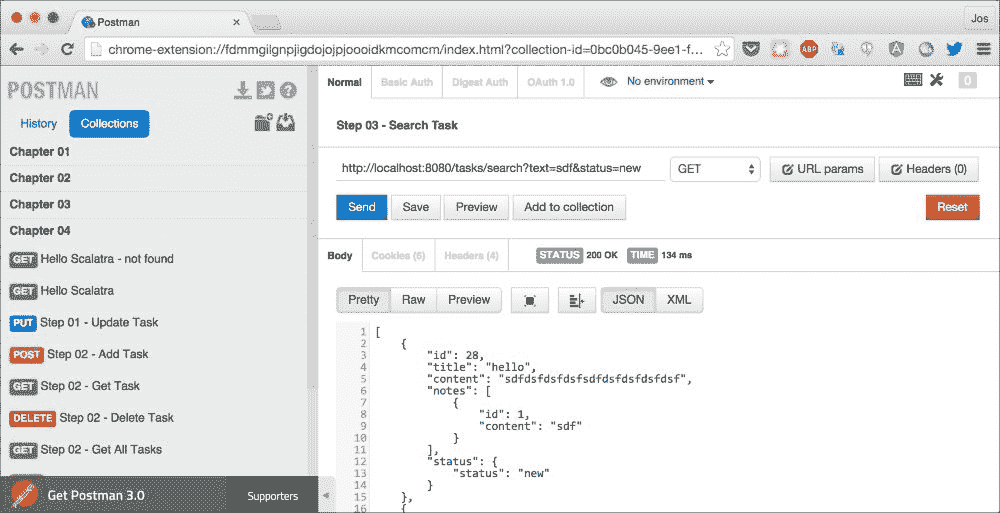 Postman
Jos
chrome-extension://fdmmgilgnpjigdojojpjoooidkmcomcm/index.html?collection-id=0bc0b045-9ee1-f...
ABP
POSTMAN
History
Collections
Chapter 01
Chapter 02
Chapter 03
Chapter 04
GET Hello Scalatra - not found
GET Hello Scalatra
PUT Step 01 - Update Task
POST Step 02 - Add Task
GET Step 02 - Get Task
DELETE Step 02 - Delete Task
GET Step 02 - Get All Tasks
Get Postman 3.0
Supporters
Normal Basic Auth Digest Auth OAuth 1.0 No environment
0
Step 03 - Search Task
http://localhost:8080/tasks/search?text=sdf&status=new GET URL params Headers (0)
Send Save Preview Add to collection Reset
Body Cookies (6) Headers (4) STATUS 200 OK TIME 134 ms
Pretty Raw Preview JSON XML
1 [
2 {
3 "id": 28,
4 "title": "hello",
5 "content": "sdfdsfdsfdsfsdfdsfdsfdsfdsf",
6 "notes": [
7 {
8 "id": 1,
9 "content": "sdf"
10 }
11 ],
12 "status": {
13 "status": "new"
14 }
15 },
16 {